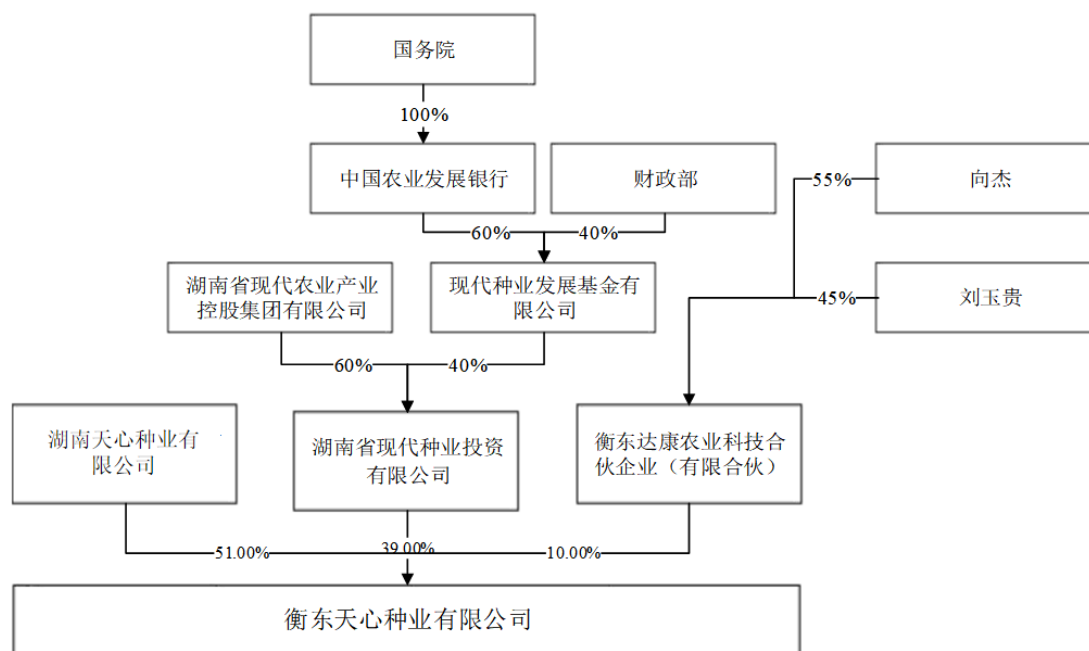 国务院
100%
中国农业发展银行
财政部
55%
向杰
60%
40%
湖南省现代农业产业
控股集团有限公司
现代种业发展基金有
限公司
45%
刘玉贵
60%
40%
湖南天心种业有
限公司
湖南省现代种业投资
有限公司
衡东达康农业科技合
伙企业（有限合伙）
51.00%
39.00%
10.00%
衡东天心种业有限公司